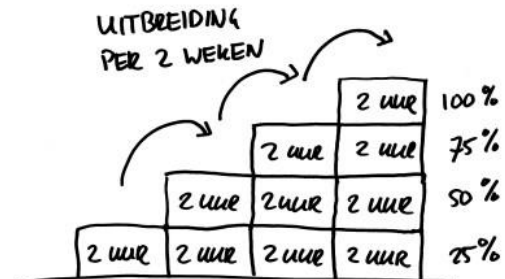 UITBREIDING
PER 2 WEKEN
2 UUR 100%
2 UUR 2 UUR 75%
2 UUR 2 UUR 2 UUR 50%
2 UUR 2 UUR 2 UUR 2 UUR 25%